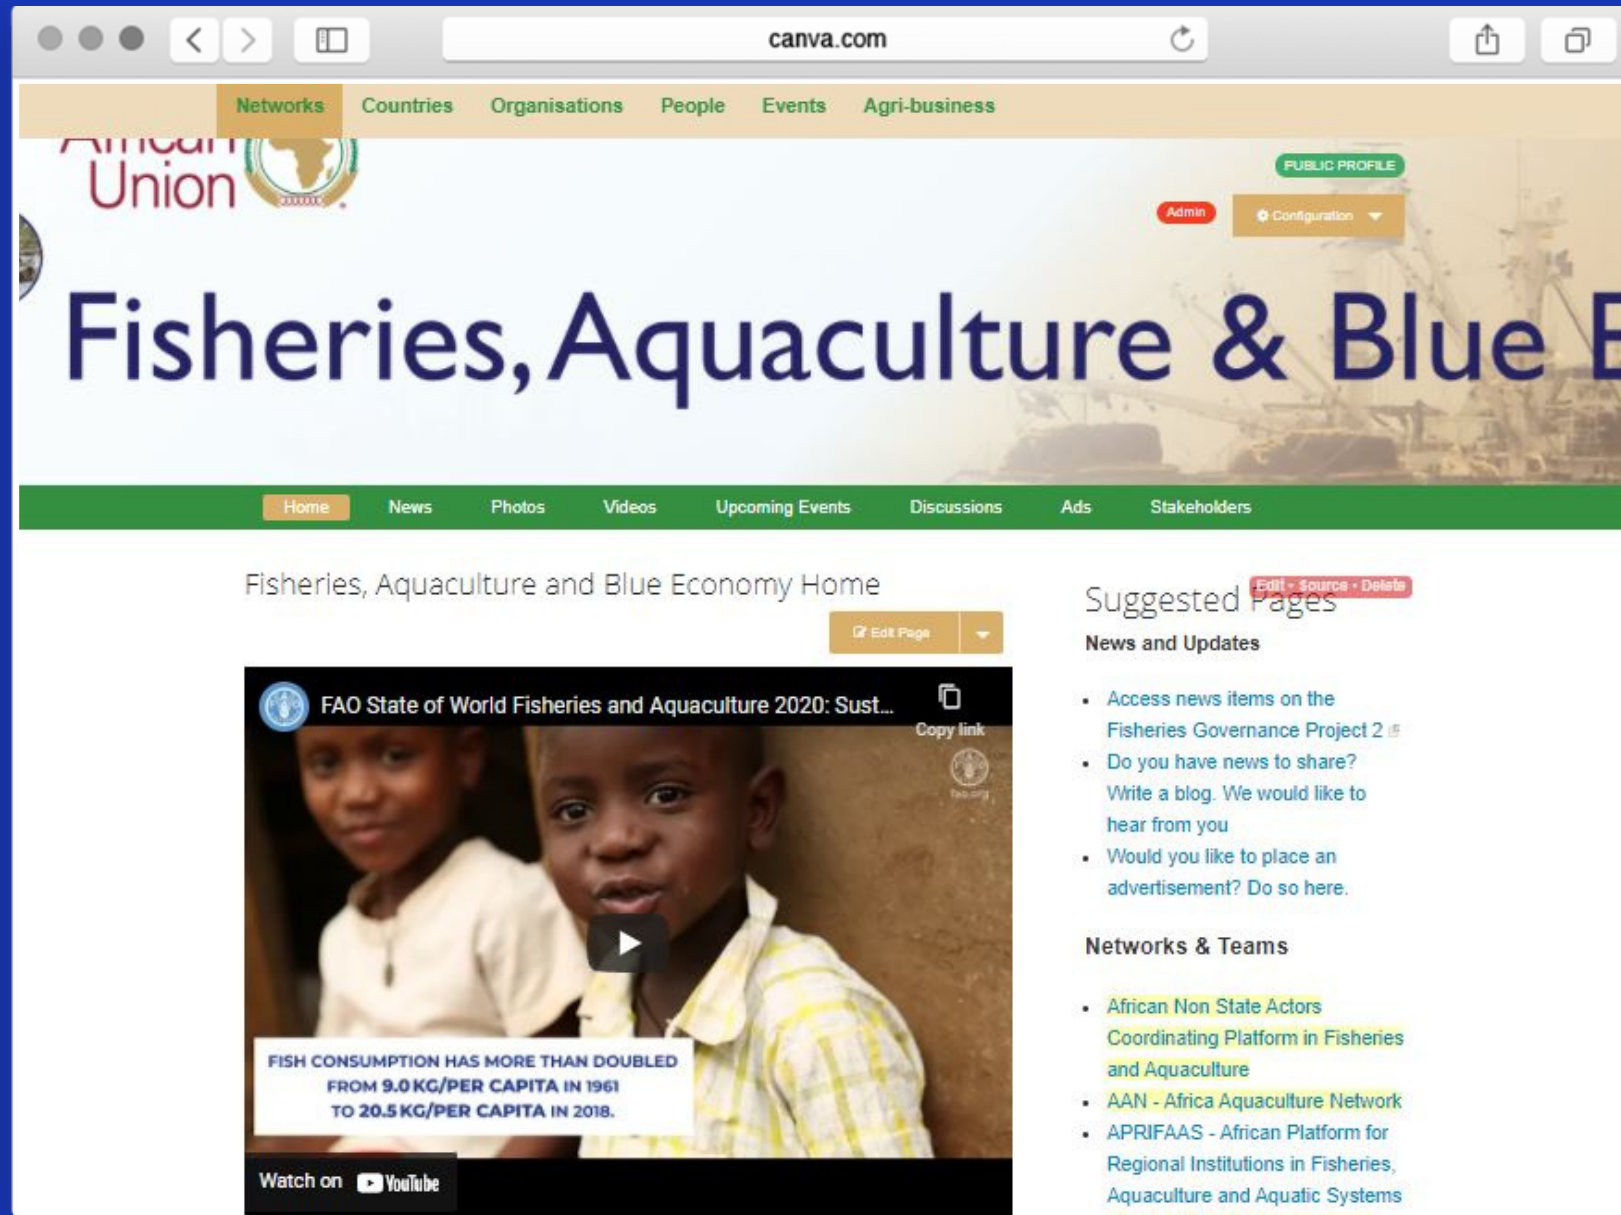 canva.com
Networks Countries Organisations People Events Agri-business
African
Union
PUBLIC PROFILE
Admin
Configuration
Fisheries, Aquaculture & Blue E
Home News Photos Videos Upcoming Events Discussions Ads Stakeholders
Fisheries, Aquaculture and Blue Economy Home
Edit Page
FAO State of World Fisheries and Aquaculture 2020: Sust...
Copy link
fao.org
FISH CONSUMPTION HAS MORE THAN DOUBLED
FROM 9.0 KG/PER CAPITA IN 1961
TO 20.5 KG/PER CAPITA IN 2018.
Watch on YouTube
Suggested Pages
Edit • Source • Delete
News and Updates
• Access news items on the
Fisheries Governance Project 2
• Do you have news to share?
Write a blog. We would like to
hear from you
• Would you like to place an
advertisement? Do so here.
Networks & Teams
• African Non State Actors
Coordinating Platform in Fisheries
and Aquaculture
• AAN - Africa Aquaculture Network
• APRIFAAS - African Platform for
Regional Institutions in Fisheries,
Aquaculture and Aquatic Systems